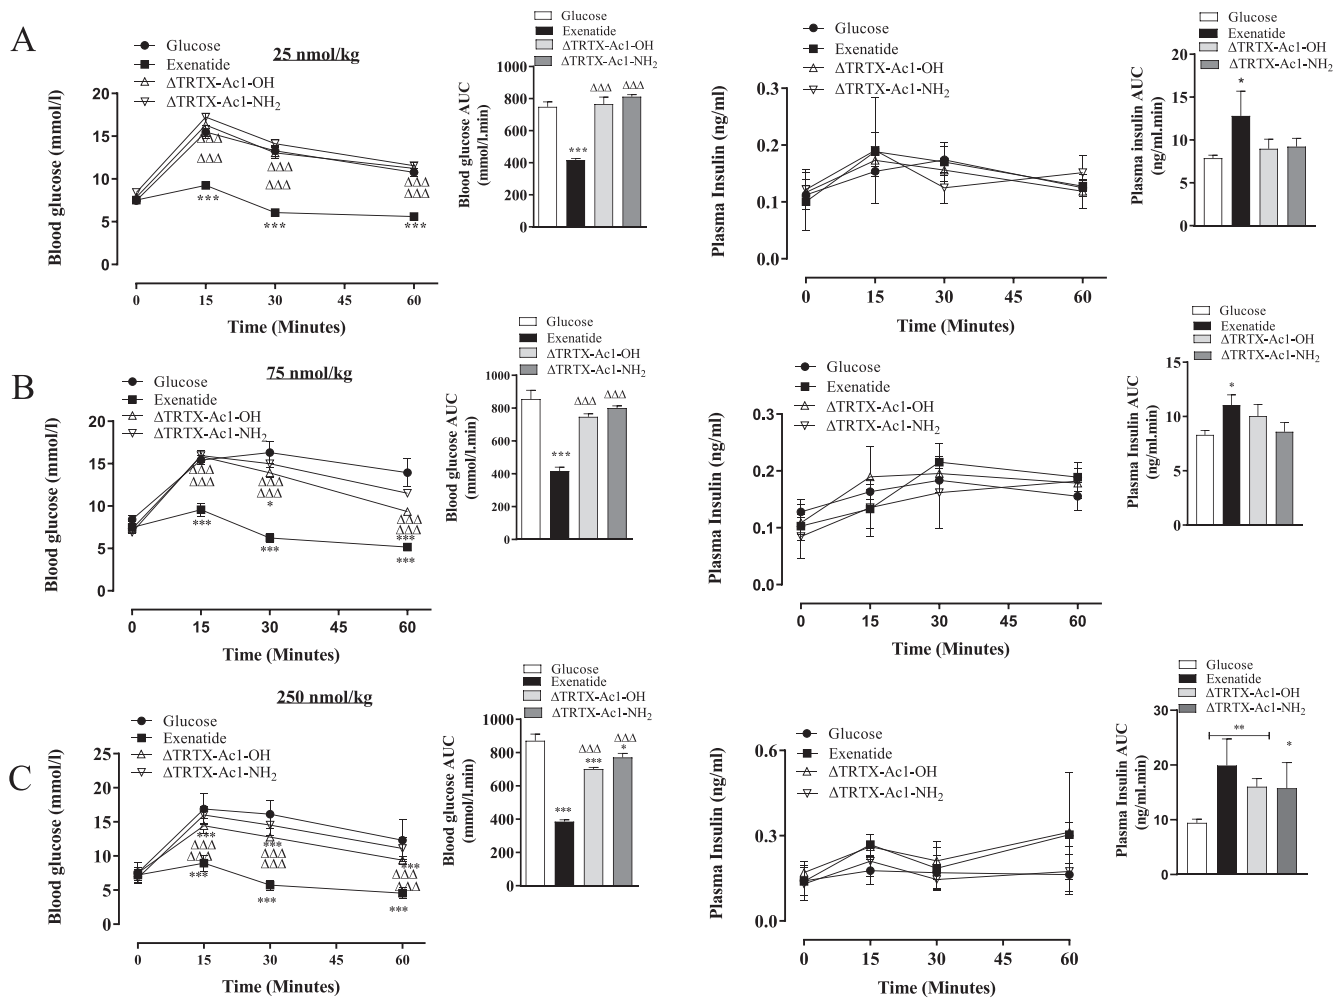 A
25 nmol/kg
Glucose
Exenatide
ΔTRTX-Ac1-OH
ΔTRTX-Ac1-NH₂
Blood glucose (mmol/l)
20
15
10
5
0
ΔΔΔ
ΔΔΔ
ΔΔΔ
ΔΔΔ
ΔΔΔ
ΔΔΔ
***
***
***
0 15 30 45 60
Time (Minutes)
Glucose
Exenatide
ΔTRTX-Ac1-OH
ΔTRTX-Ac1-NH₂
Blood glucose AUC
(mmol/l.min)
1000
800
600
400
200
0
***
ΔΔΔ
ΔΔΔ
Glucose
Exenatide
ΔTRTX-Ac1-OH
ΔTRTX-Ac1-NH₂
Plasma Insulin (ng/ml)
0.3
0.2
0.1
0.0
0 15 30 45 60
Time (Minutes)
Glucose
Exenatide
ΔTRTX-Ac1-OH
ΔTRTX-Ac1-NH₂
Plasma insulin AUC
(ng/ml.min)
20
15
10
5
0
*
B
75 nmol/kg
Glucose
Exenatide
ΔTRTX-Ac1-OH
ΔTRTX-Ac1-NH₂
Blood glucose (mmol/l)
20
15
10
5
0
ΔΔΔ
ΔΔΔ
***
ΔΔΔ
ΔΔΔ
*
***
ΔΔΔ
ΔΔΔ
***
***
0 15 30 45 60
Time (Minutes)
Glucose
Exenatide
ΔTRTX-Ac1-OH
ΔTRTX-Ac1-NH₂
Blood glucose AUC
(mmol/l.min)
1000
800
600
400
200
0
***
ΔΔΔ
ΔΔΔ
Glucose
Exenatide
ΔTRTX-Ac1-OH
ΔTRTX-Ac1-NH₂
Plasma Insulin (ng/ml)
0.3
0.2
0.1
0.0
0 15 30 45 60
Time (Minutes)
Glucose
Exenatide
ΔTRTX-Ac1-OH
ΔTRTX-Ac1-NH₂
Plasma Insulin AUC
(ng/ml.min)
15
10
5
0
*
C
250 nmol/kg
Glucose
Exenatide
ΔTRTX-Ac1-OH
ΔTRTX-Ac1-NH₂
Blood glucose (mmol/l)
25
20
15
10
5
0
***
ΔΔΔ
ΔΔΔ
***
***
ΔΔΔ
ΔΔΔ
***
***
ΔΔΔ
ΔΔΔ
***
0 15 30 45 60
Time (Minutes)
Glucose
Exenatide
ΔTRTX-Ac1-OH
ΔTRTX-Ac1-NH₂
Blood glucose AUC
(mmol/l.min)
1000
800
600
400
200
0
***
ΔΔΔ
***
ΔΔΔ
*
Glucose
Exenatide
ΔTRTX-Ac1-OH
ΔTRTX-Ac1-NH₂
Plasma Insulin (ng/ml)
0.6
0.3
0.0
0 15 30 45 60
Time (Minutes)
Glucose
Exenatide
ΔTRTX-Ac1-OH
ΔTRTX-Ac1-NH₂
Plasma Insulin AUC
(ng/ml.min)
30
20
10
0
**
*